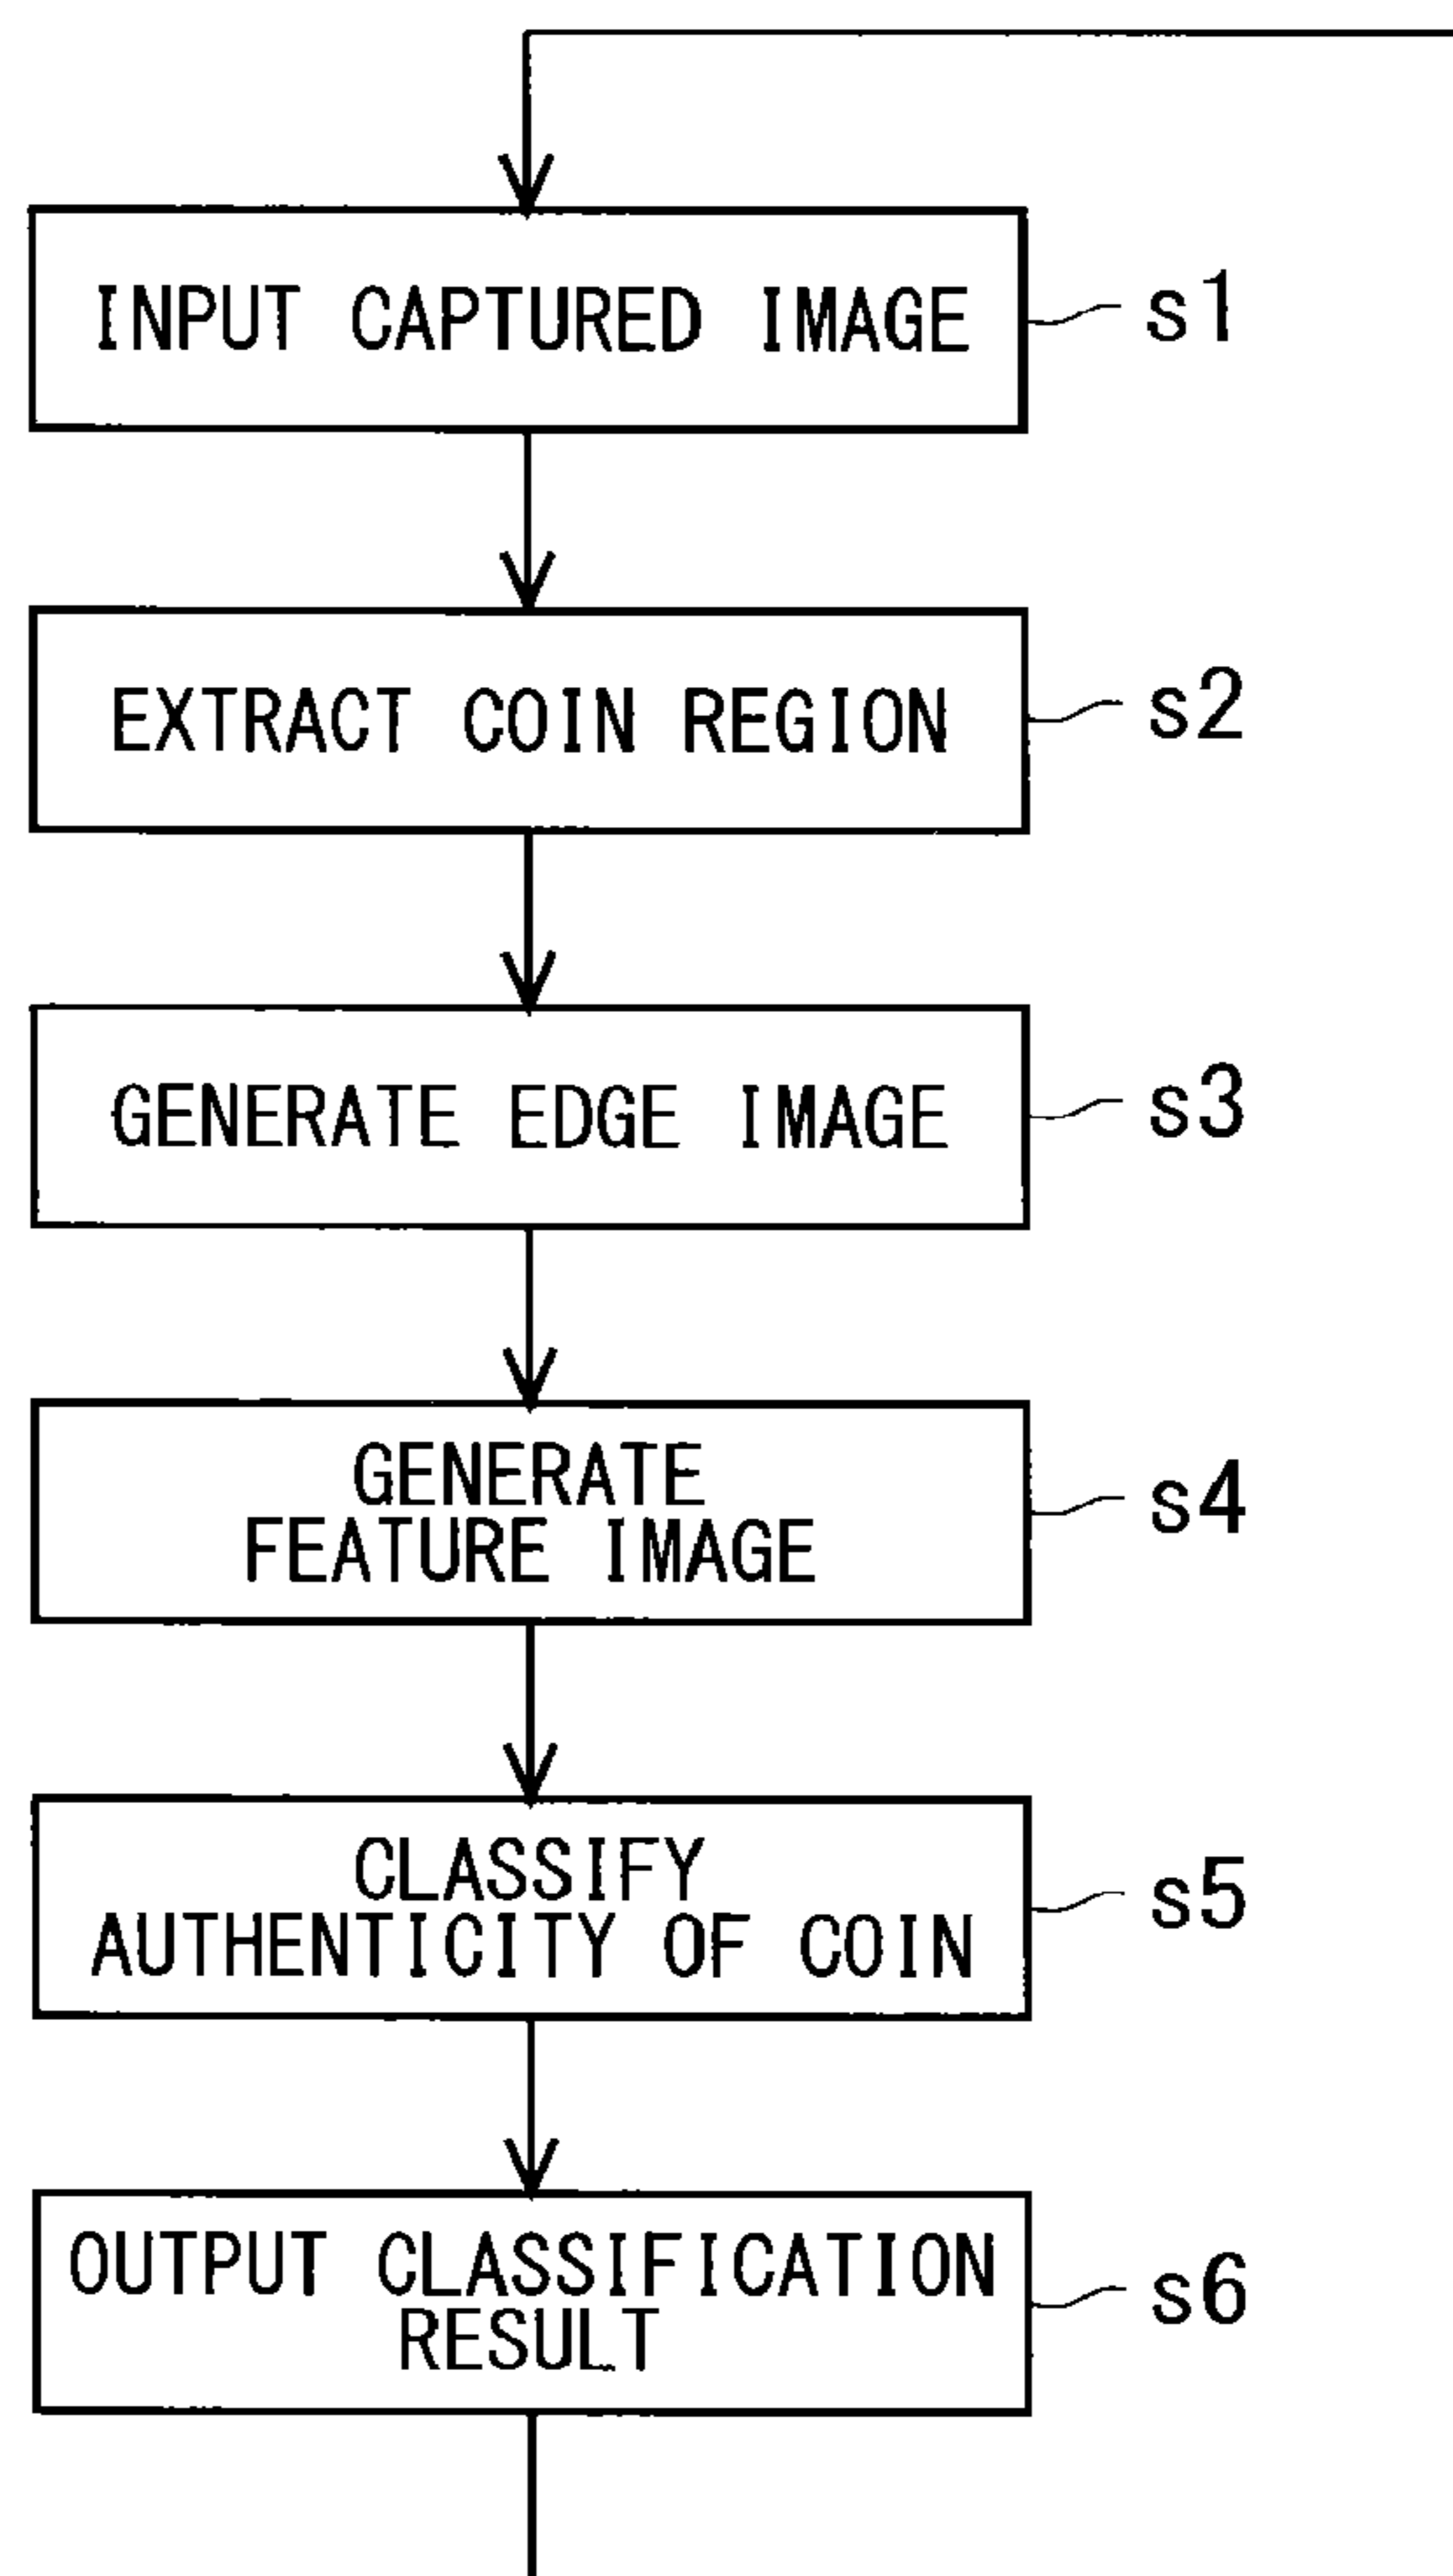 INPUT CAPTURED IMAGE
s1
EXTRACT COIN REGION
s2
GENERATE EDGE IMAGE
s3
GENERATE
FEATURE IMAGE
s4
CLASSIFY
AUTHENTICITY OF COIN
s5
OUTPUT CLASSIFICATION
RESULT
s6